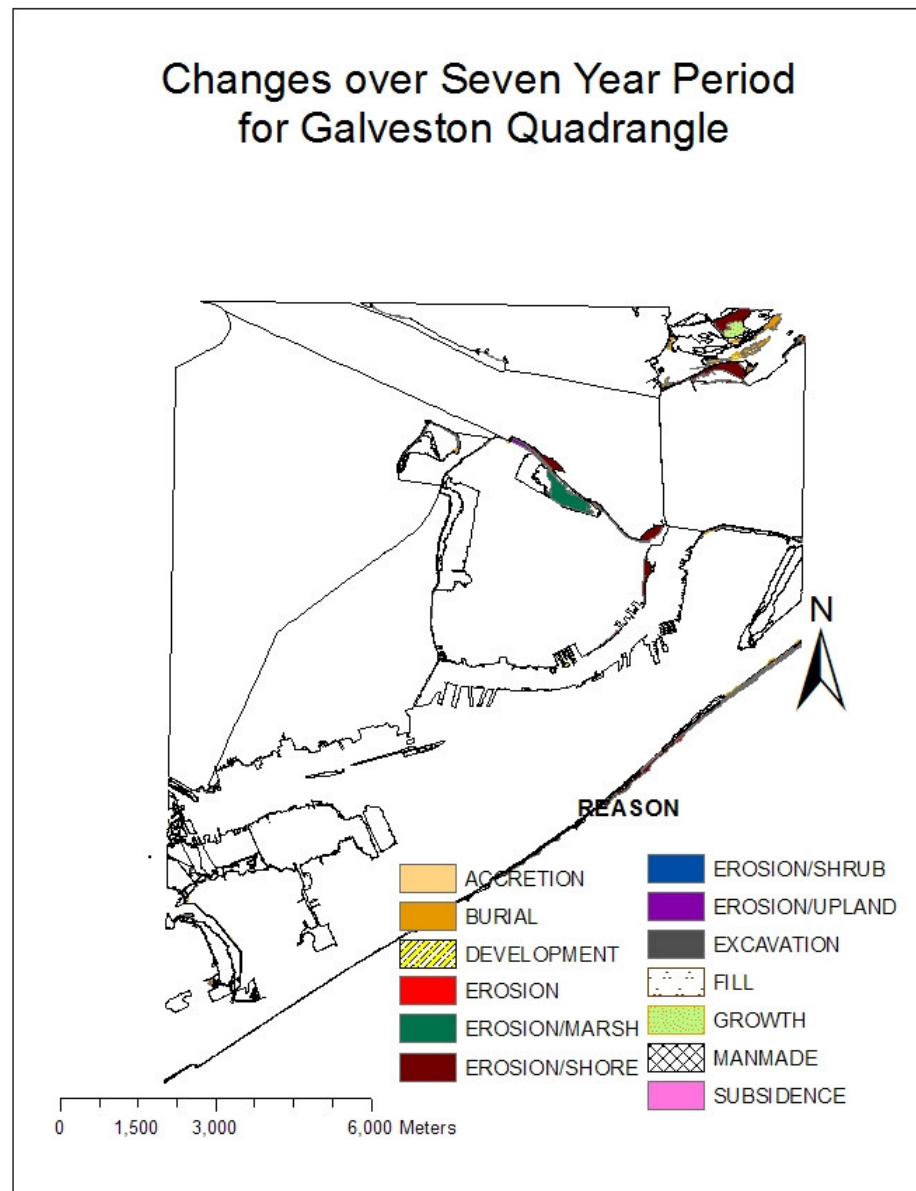 Changes over Seven Year Period
for Galveston Quadrangle
N
REASON
ACCRETION
BURIAL
DEVELOPMENT
EROSION
EROSION/MARSH
EROSION/SHORE
EROSION/SHRUB
EROSION/UPLAND
EXCAVATION
FILL
GROWTH
MANMADE
SUBSIDENCE
0 1,500 3,000 6,000 Meters